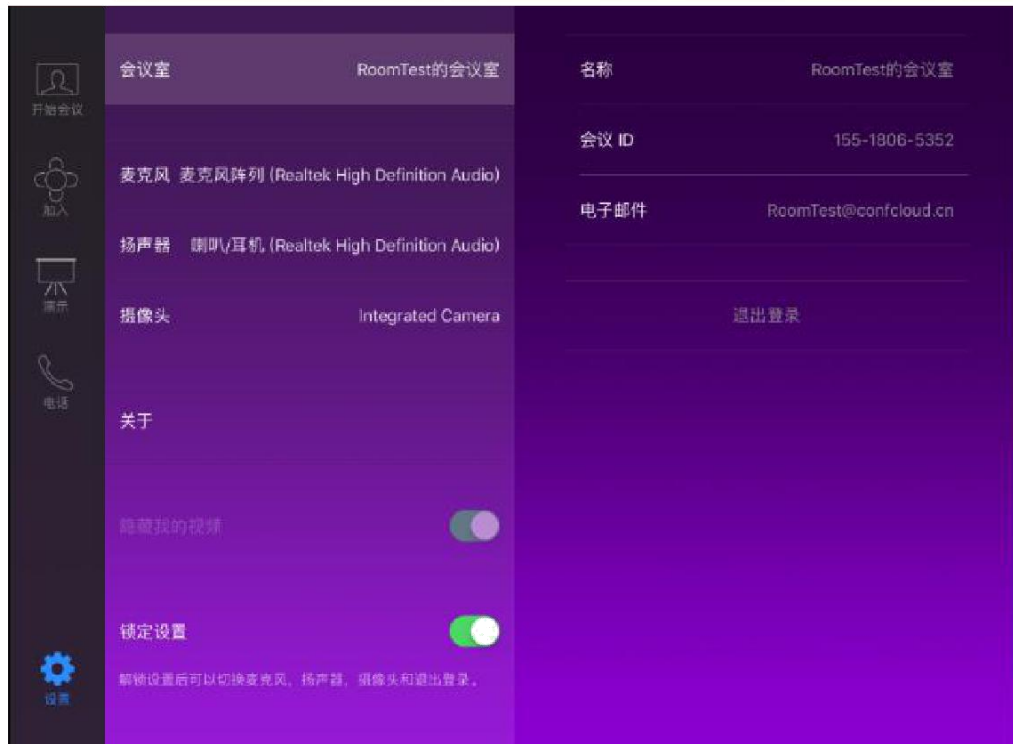 开始会议
加入
演示
电话
设置
会议室 RoomTest的会议室
麦克风 麦克风阵列 (Realtek High Definition Audio)
扬声器 喇叭/耳机 (Realtek High Definition Audio)
摄像头 Integrated Camera
关于
隐藏我的视频
锁定设置
解锁设置后可以切换麦克风、扬声器、摄像头和退出登录。
名称 RoomTest的会议室
会议 ID 155-1806-5352
电子邮件 RoomTest@confcloud.cn
退出登录